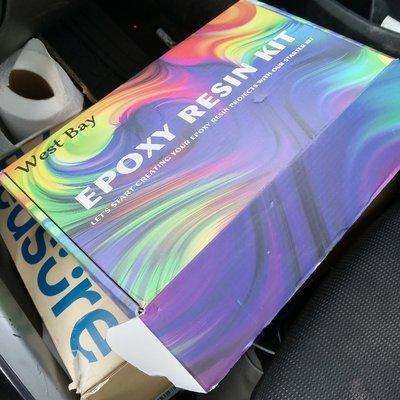 West Bay
EPOXY RESIN KIT
LET'S START CREATING YOUR EPOXY RESIN PROJECTS WITH OUR STARTER KIT